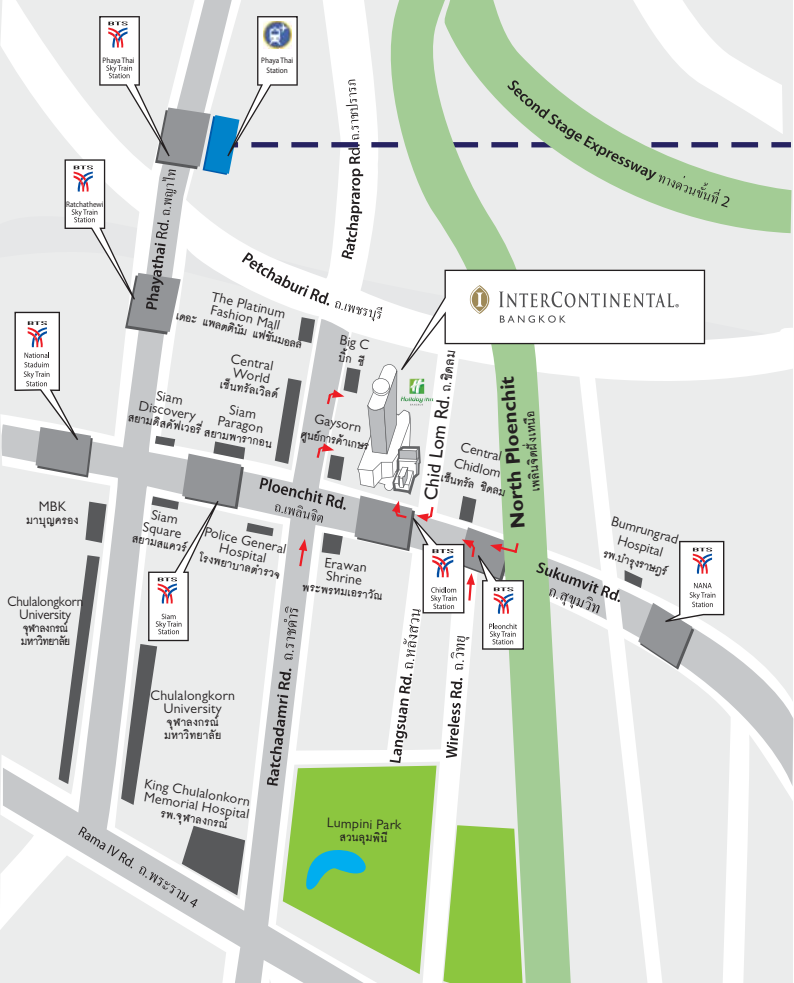 BTS
Phaya Thai
Sky Train
Station
Phaya Thai
Station
BTS
Ratchathewi
Sky Train
Station
BTS
National
Staduim
Sky Train
Station
Phayathai Rd. ถ.พญาไท
Ratchaprarop Rd. ถ.ราชปรารภ
Second Stage Expressway ทางด่วนขั้นที่ 2
Petchaburi Rd. ถ.เพชรบุรี
INTERCONTINENTAL.
BANGKOK
The Platinum
Fashion Mall
เดอะ แพลตตินัม แฟชั่นมอลล์
Big C
บิ๊ก ซี
Central
World
เซ็นทรัลเวิลด์
Holiday Inn
Siam
Discovery
สยามดิสคัฟเวอรี่
Siam
Paragon
สยามพารากอน
Gaysorn
ศูนย์การค้าเกษร
Chid Lom Rd. ถ.ชิดลม
Central
Chidlom
เซ็นทรัล ชิดลม
North Ploenchit
เพลินจิตฝั่งเหนือ
Ploenchit Rd.
ถ.เพลินจิต
MBK
มาบุญครอง
Siam
Square
สยามสแควร์
Police General
Hospital
โรงพยาบาลตำรวจ
Erawan
Shrine
พระพรหมเอราวัณ
Bumrungrad
Hospital
รพ.บำรุงราษฎร์
Sukumvit Rd.
ถ.สุขุมวิท
BTS
NANA
Sky Train
Station
BTS
Chidlom
Sky Train
Station
BTS
Pleonchit
Sky Train
Station
BTS
Siam
Sky Train
Station
Chulalongkorn
University
จุฬาลงกรณ์
มหาวิทยาลัย
Chulalongkorn
University
จุฬาลงกรณ์
มหาวิทยาลัย
Ratchadamri Rd. ถ.ราชดำริ
Langsuan Rd. ถ.หลังสวน
Wireless Rd. ถ.วิทยุ
King Chulalonkorn
Memorial Hospital
รพ.จุฬาลงกรณ์
Lumpini Park
สวนลุมพินี
Rama IV Rd. ถ.พระราม 4